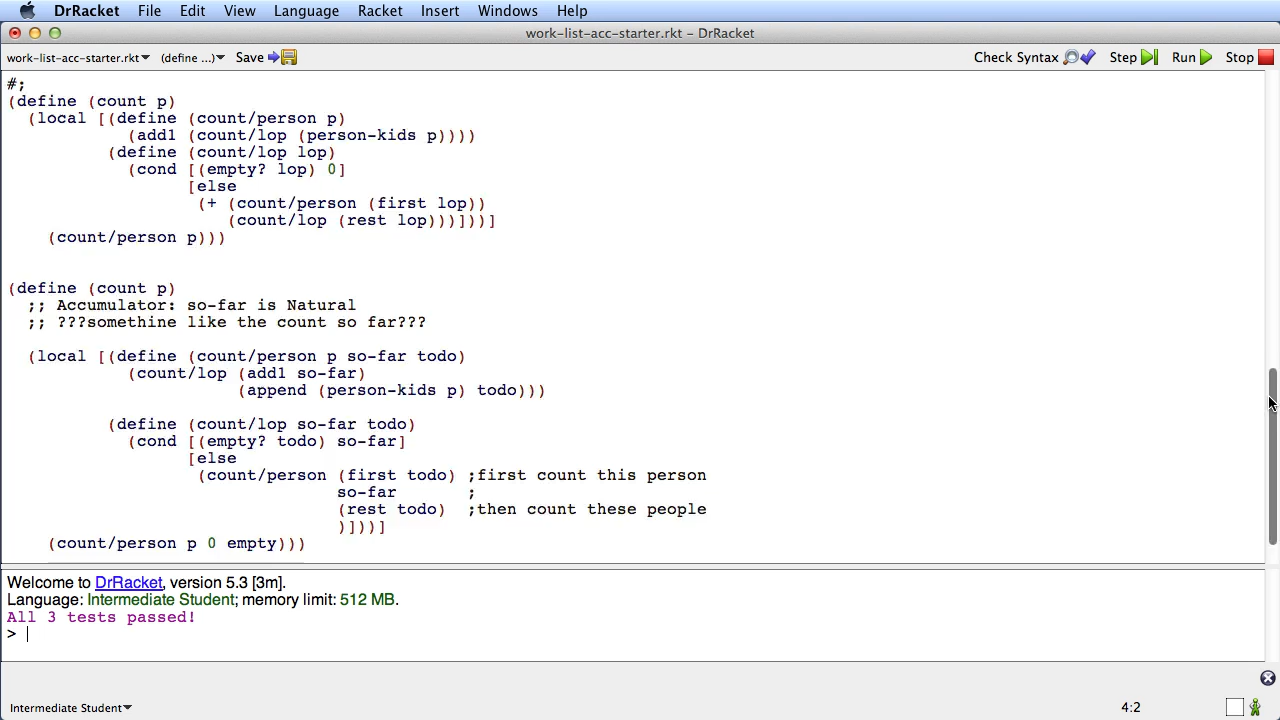 DrRacket File Edit View Language Racket Insert Windows Help
work-list-acc-starter.rkt - DrRacket
work-list-acc-starter.rkt (define ...) Save Check Syntax Step Run Stop
#;
(define (count p)
  (local [(define (count/person p)
            (add1 (count/lop (person-kids p))))
          (define (count/lop lop)
            (cond [(empty? lop) 0]
                  [else
                   (+ (count/person (first lop))
                      (count/lop (rest lop)))]))]
    (count/person p)))
(define (count p)
  ;; Accumulator: so-far is Natural
  ;; ???somethine like the count so far???
  (local [(define (count/person p so-far todo)
            (count/lop (add1 so-far)
                       (append (person-kids p) todo)))
          (define (count/lop so-far todo)
            (cond [(empty? todo) so-far]
                  [else
                   (count/person (first todo) ;first count this person
                                 so-far       ;
                                 (rest todo)  ;then count these people
                                 )]))]
    (count/person p 0 empty)))
Welcome to DrRacket, version 5.3 [3m].
Language: Intermediate Student; memory limit: 512 MB.
All 3 tests passed!
>
Intermediate Student 4:2